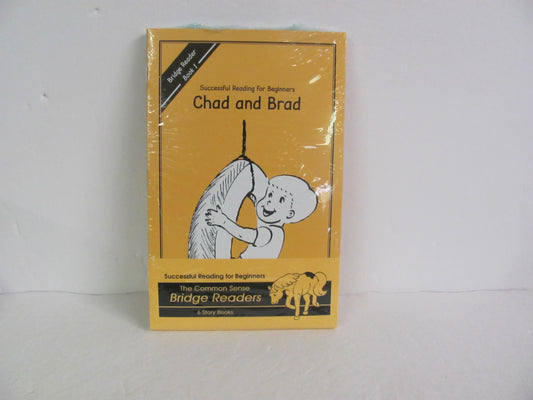 Bridge Reader
Book 1
Successful Reading for Beginners
Chad and Brad
Successful Reading for Beginners
The Common Sense
Bridge Readers
6 Story Books